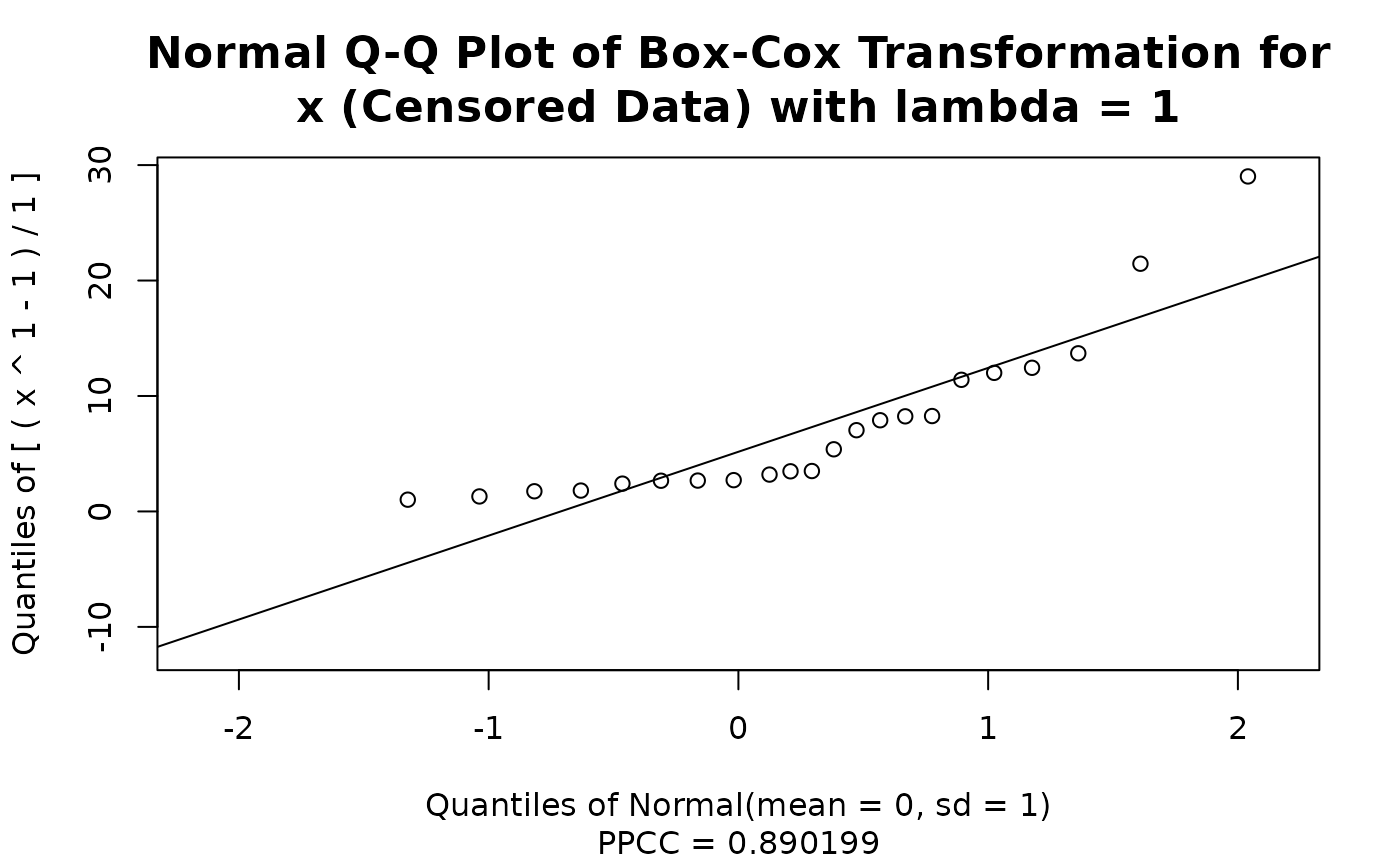 Normal Q-Q Plot of Box-Cox Transformation for
x (Censored Data) with lambda = 1
Quantiles of [ ( x ^ 1 - 1 ) / 1 ]
30
20
10
0
-10
-2
-1
0
1
2
Quantiles of Normal(mean = 0, sd = 1)
PPCC = 0.890199